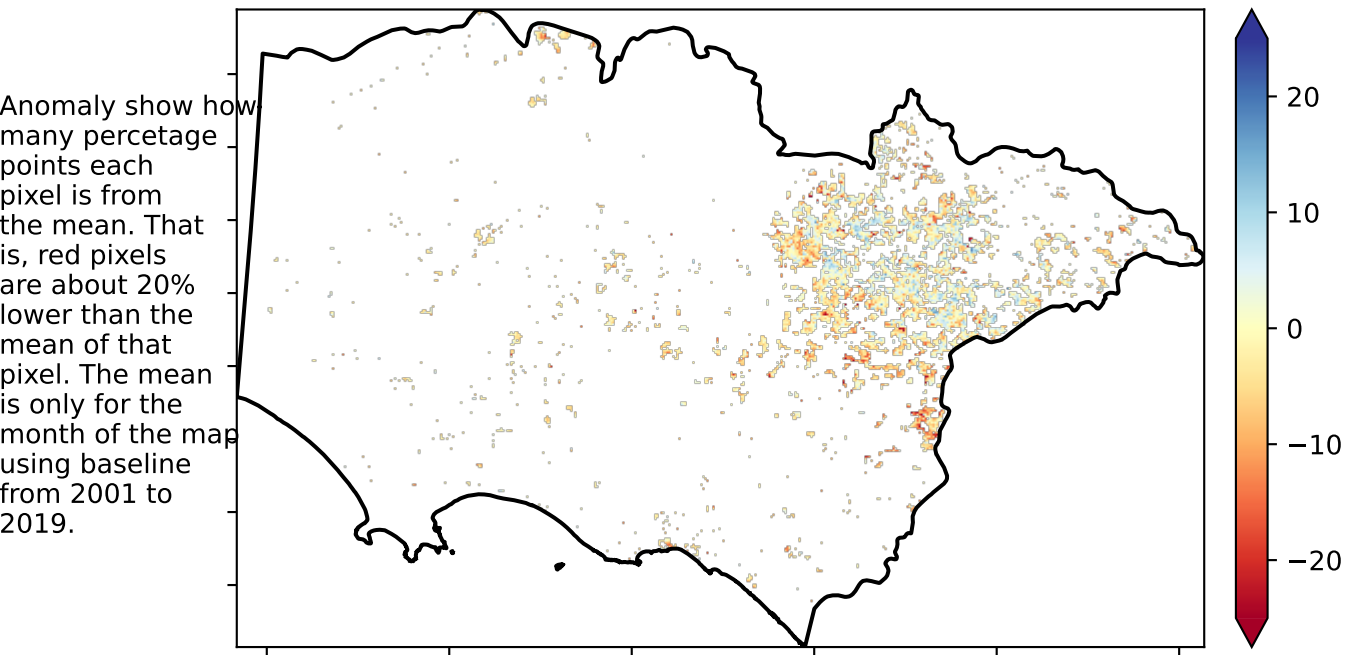 Anomaly show how
many percetage
points each
pixel is from
the mean. That
is, red pixels
are about 20%
lower than the
mean of that
pixel. The mean
is only for the
month of the map
using baseline
from 2001 to
2019.
20
10
0
−10
−20